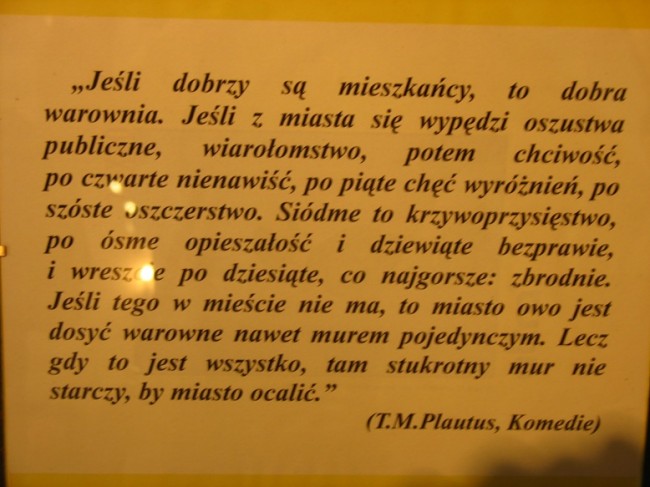 „Jeśli dobrzy są mieszkańcy, to dobra
warownia. Jeśli z miasta się wypędzi oszustwa
publiczne, wiarołomstwo, potem chciwość,
po czwarte nienawiść, po piąte chęć wyróżnień, po
szóste oszczerstwo. Siódme to krzywoprzysięstwo,
po ósme opieszałość i dziewiąte bezprawie,
i wreszcie po dziesiąte, co najgorsze: zbrodnie.
Jeśli tego w mieście nie ma, to miasto owo jest
dosyć warowne nawet murem pojedynczym. Lecz
gdy to jest wszystko, tam stukrotny mur nie
starczy, by miasto ocalić.”
(T.M.Plautus, Komedie)